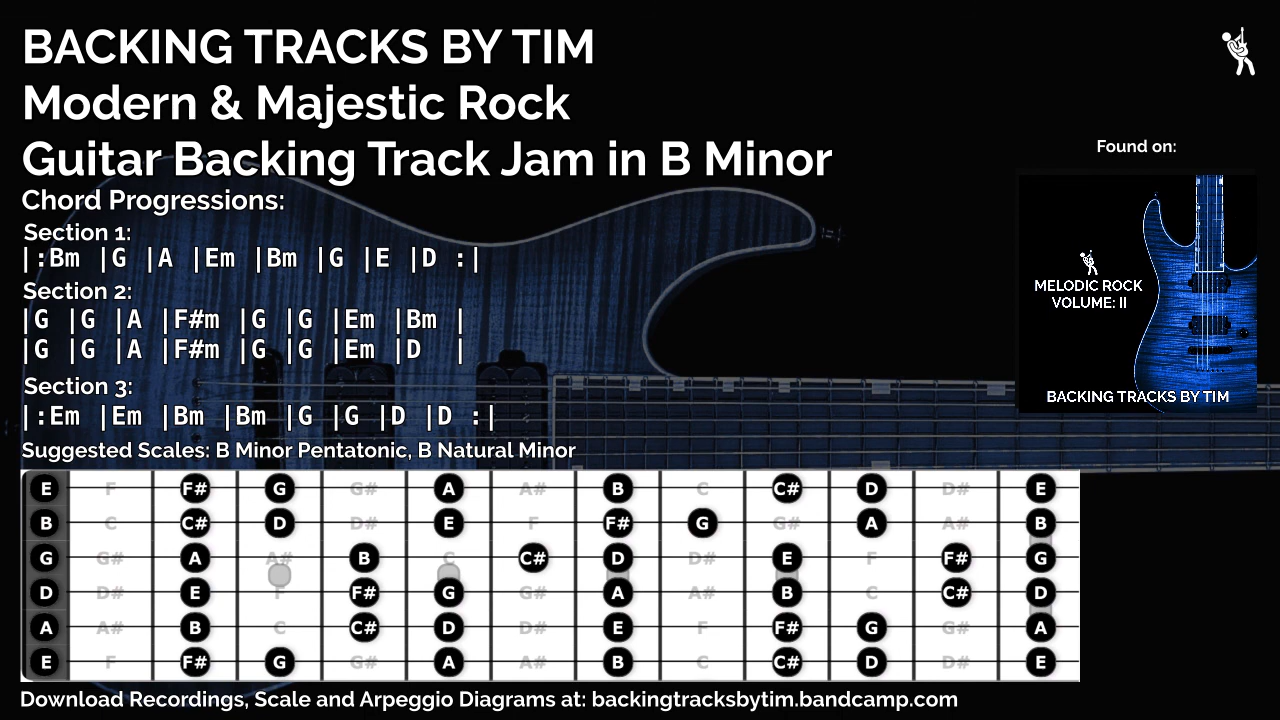 BACKING TRACKS BY TIM
Modern & Majestic Rock
Guitar Backing Track Jam in B Minor
Chord Progressions:
Section 1:
|:Bm |G |A |Em |Bm |G |E |D :|
Section 2:
|G |G |A |F#m |G |G |Em |Bm |
|G |G |A |F#m |G |G |Em |D |
Section 3:
|:Em |Em |Bm |Bm |G |G |D |D :|
Suggested Scales: B Minor Pentatonic, B Natural Minor
Found on:
MELODIC ROCK
VOLUME: II
BACKING TRACKS BY TIM
E F F# G G# A A# B C C# D D# E
B C C# D D# E F F# G G# A A# B
G G# A A# B C C# D D# E F F# G
D D# E F F# G G# A A# B C C# D
A A# B C C# D D# E F F# G G# A
E F F# G G# A A# B C C# D D# E
Download Recordings, Scale and Arpeggio Diagrams at: backingtracksbytim.bandcamp.com